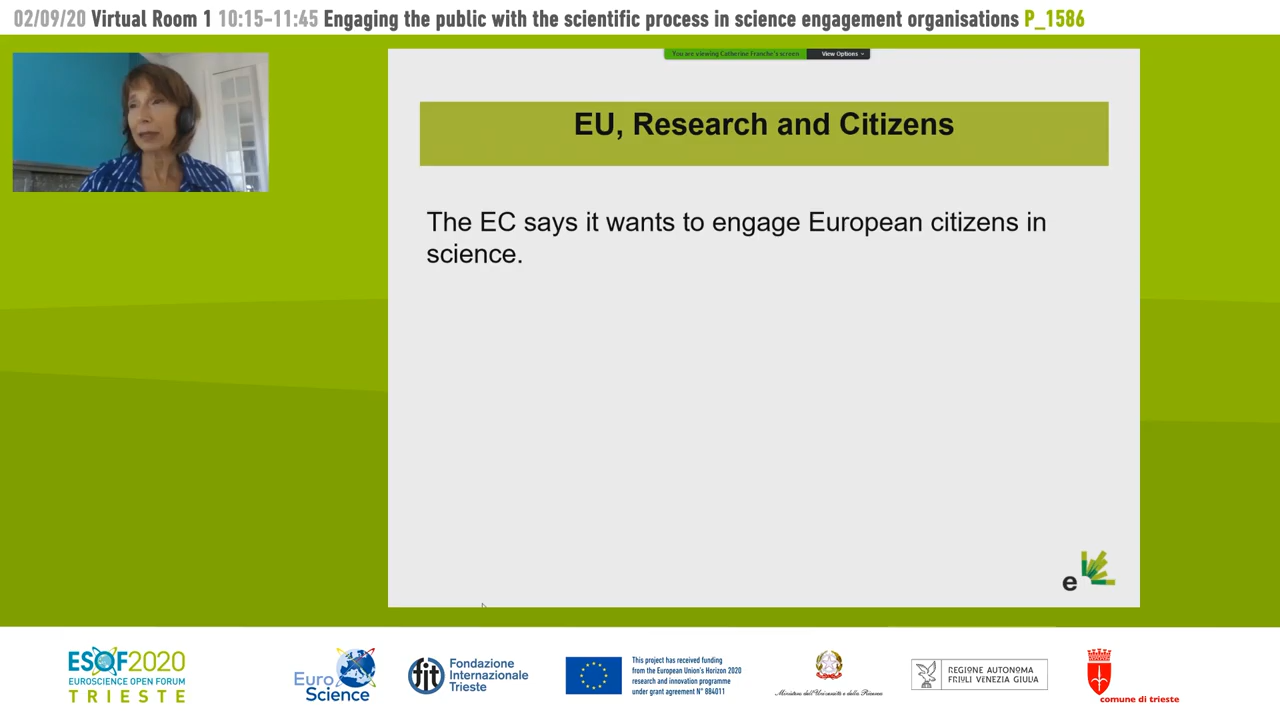 02/09/20 Virtual Room 1 10:15-11:45 Engaging the public with the scientific process in science engagement organisations P_1586
You are viewing Catherine Franche's screen
View Options
EU, Research and Citizens
The EC says it wants to engage European citizens in
science.
e
ESOF2020
EUROSCIENCE OPEN FORUM
TRIESTE
Euro
Science
fit
Fondazione
Internazionale
Trieste
This project has received funding
from the European Union's Horizon 2020
research and innovation programme
under grant agreement N° 884011
Ministero dell'Università e della Ricerca
REGIONE AUTONOMA
FRIULI VENEZIA GIULIA
comune di trieste